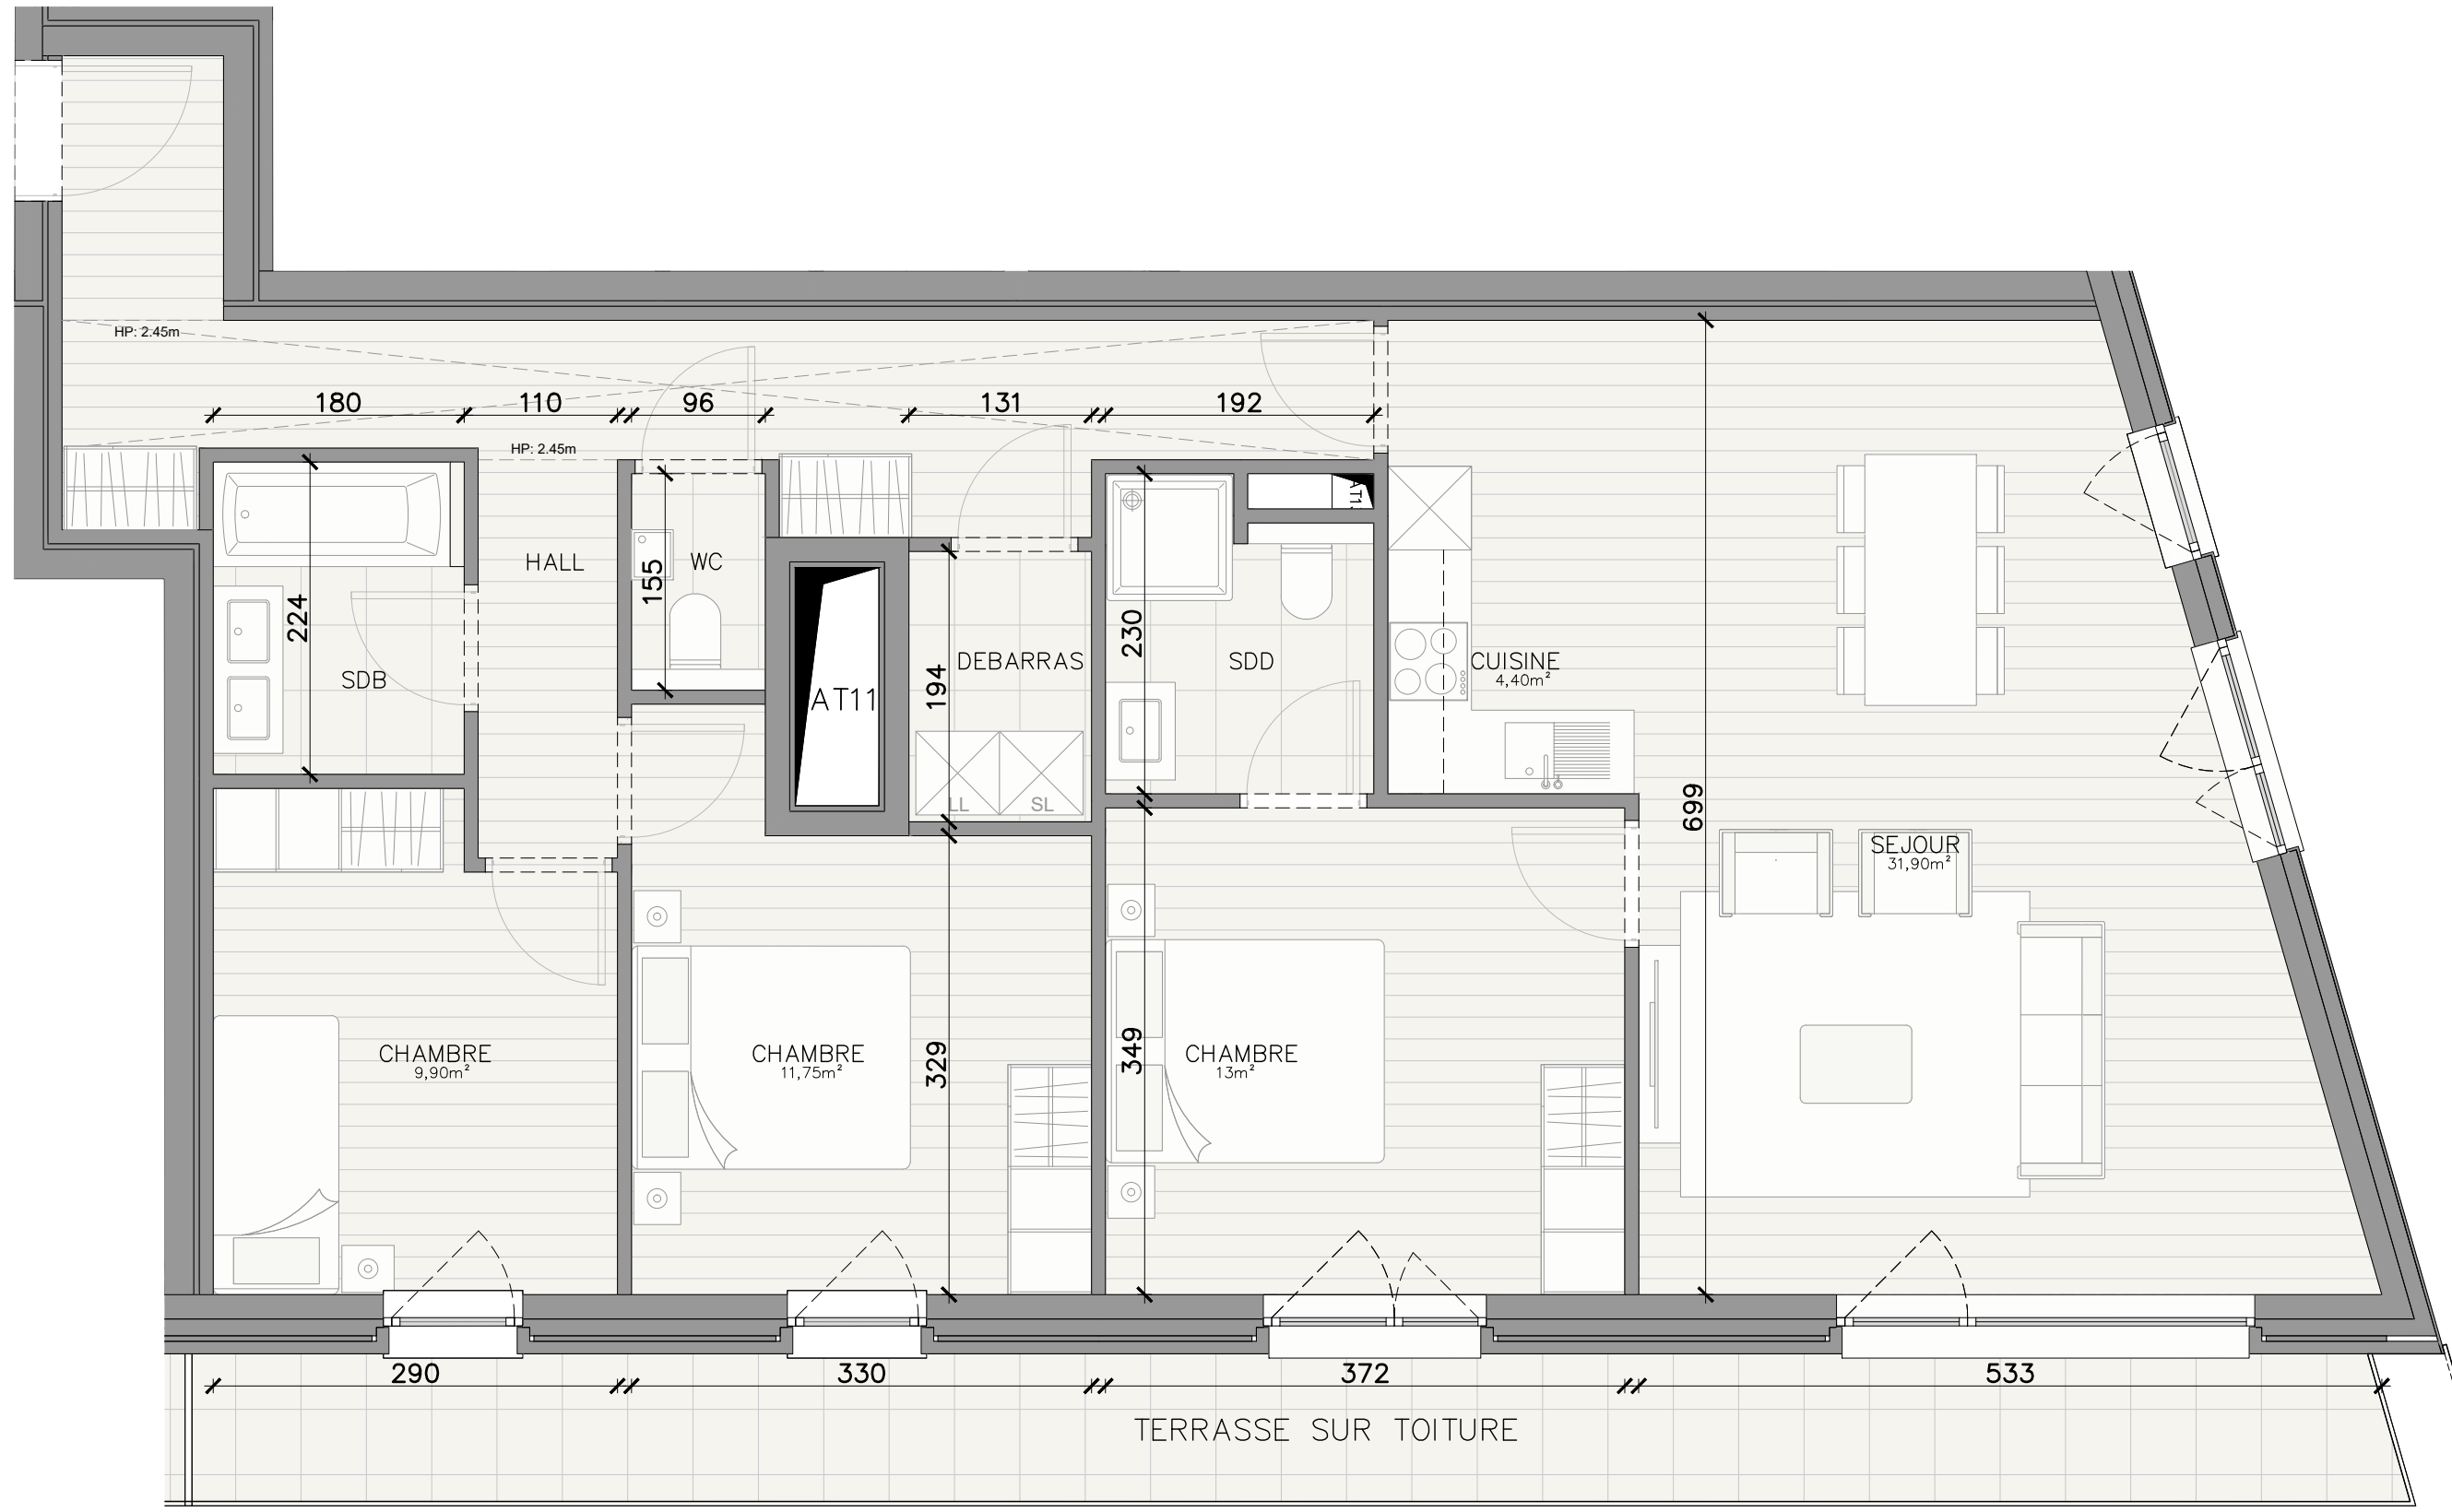 HP: 2.45m
180
110
96
131
192
HP: 2.45m
AT1
HALL
WC
155
224
SDB
230
DEBARRAS
SDD
CUISINE
4,40m²
194
AT11
LL
SL
699
SEJOUR
31,90m²
CHAMBRE
9,90m²
CHAMBRE
11,75m²
329
349
CHAMBRE
13m²
290
330
372
533
TERRASSE SUR TOITURE